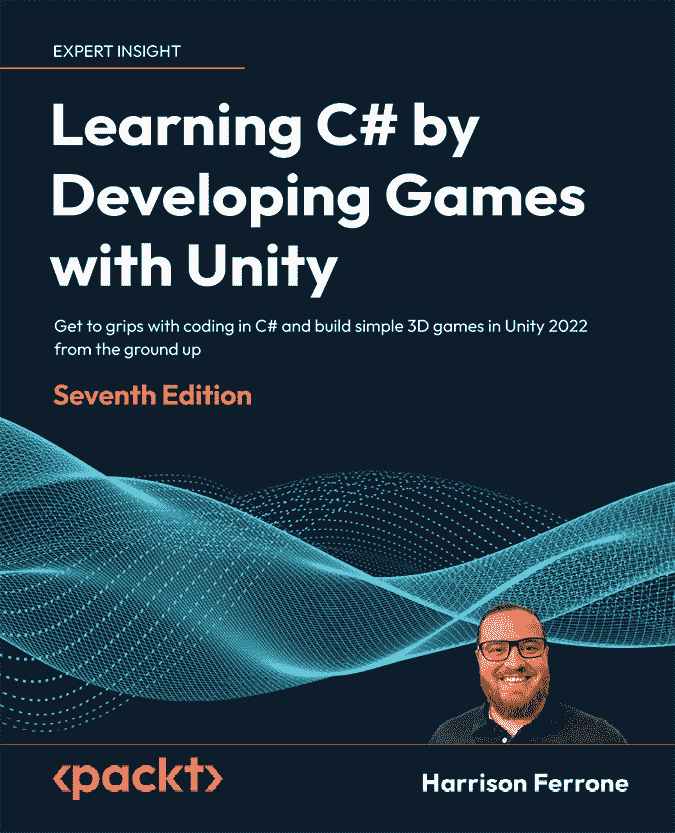 EXPERT INSIGHT
Learning C# by
Developing Games
with Unity
Get to grips with coding in C# and build simple 3D games in Unity 2022
from the ground up
Seventh Edition
<packt>
Harrison Ferrone